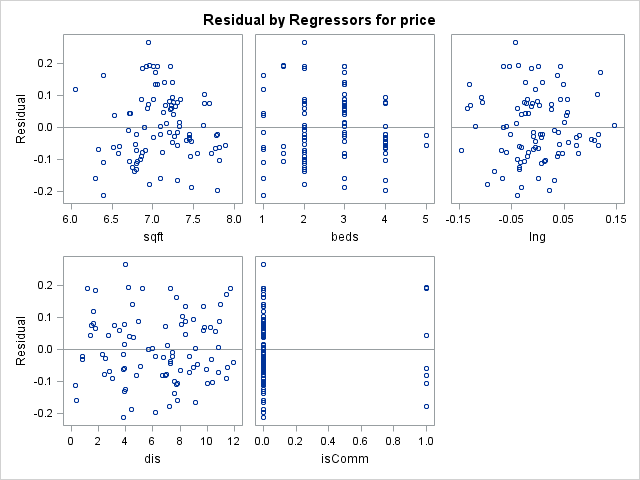 Residual by Regressors for price
Residual
0.2
0.1
0.0
-0.1
-0.2
6.0 6.5 7.0 7.5 8.0
sqft
1 2 3 4 5
beds
-0.15 -0.05 0.05 0.15
lng
Residual
0.2
0.1
0.0
-0.1
-0.2
0 2 4 6 8 10 12
dis
0.0 0.2 0.4 0.6 0.8 1.0
isComm